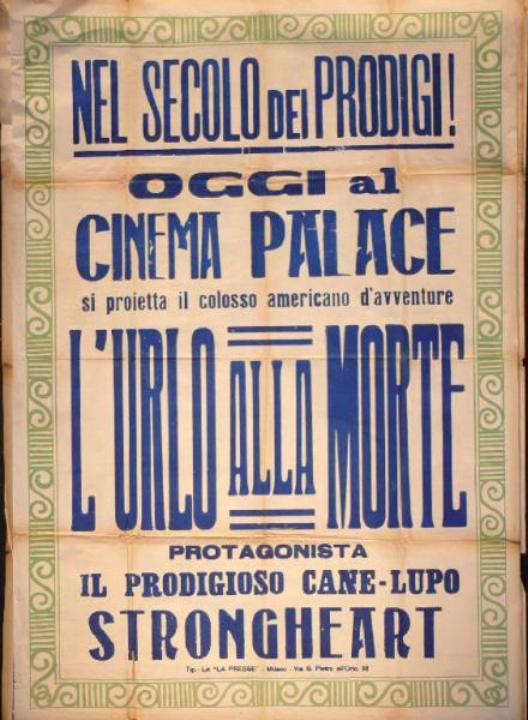 NEL SECOLO DEI PRODIGI!
OGGI al
CINEMA PALACE
si proietta il colosso americano d'avventure
L'URLO ALLA MORTE
PROTAGONISTA
IL PRODIGIOSO CANE-LUPO
STRONGHEART
Tip. - LA "LA PRESSE" - Milano - Via S. Pietro all'Orto,